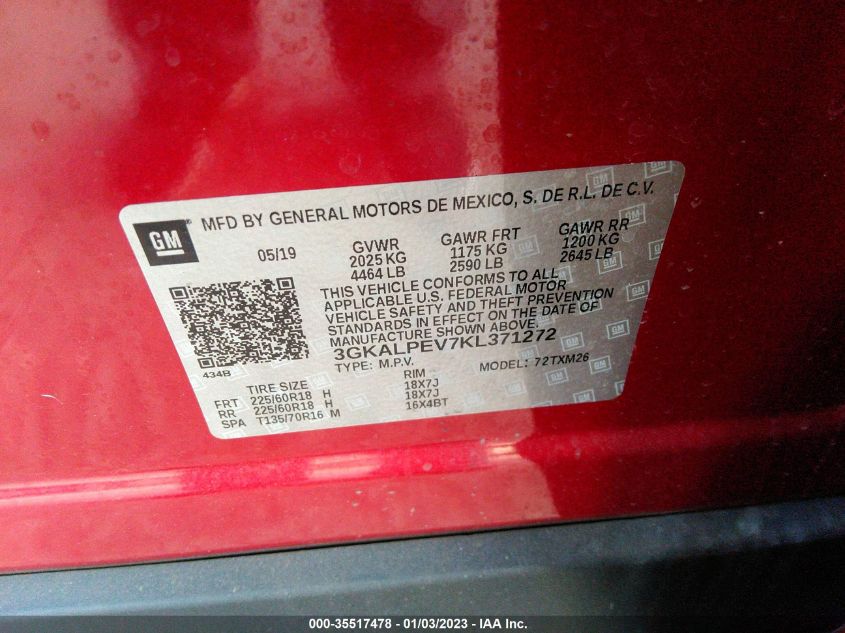 GM
MFD BY GENERAL MOTORS DE MEXICO, S. DE R.L. DE C.V.
05/19 GVWR GAWR FRT GAWR RR
2025 KG 1175 KG 1200 KG
4464 LB 2590 LB 2645 LB
THIS VEHICLE CONFORMS TO ALL
APPLICABLE U.S. FEDERAL MOTOR
VEHICLE SAFETY AND THEFT PREVENTION
STANDARDS IN EFFECT ON THE DATE OF
MANUFACTURE SHOWN ABOVE.
3GKALPEV7KL371272
434B TYPE: M.P.V. MODEL: 72TXM26
TIRE SIZE RIM
FRT 225/60R18 H 18X7J
RR 225/60R18 H 18X7J
SPA T135/70R16 M 16X4BT
000-35517478 — 01/03/2023 — IAA Inc.